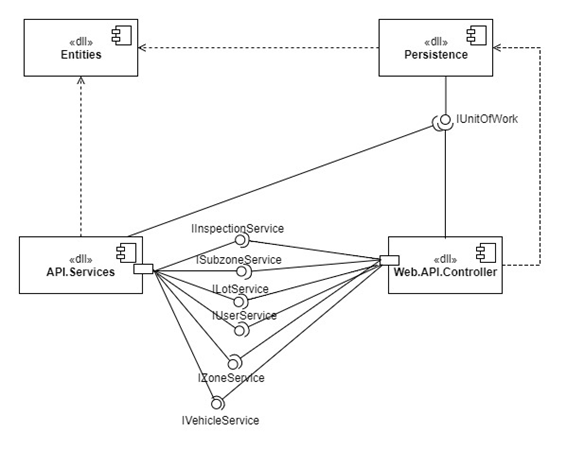 «dll»
Entities
«dll»
Persistence
IUnitOfWork
IInspectionService
«dll»
API.Services
ISubzoneService
«dll»
Web.API.Controller
ILotService
IUserService
IZoneService
IVehicleService